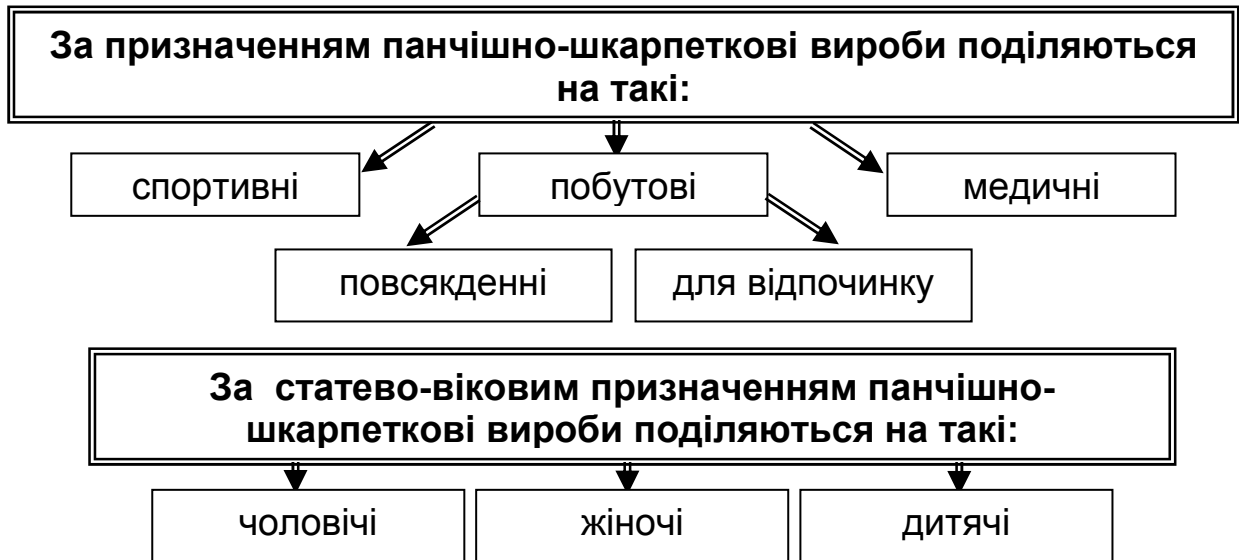 За призначенням панчішно-шкарпеткові вироби поділяються
на такі:
спортивні
побутові
медичні
повсякденні
для відпочинку
За статево-віковим призначенням панчішно-
шкарпеткові вироби поділяються на такі:
чоловічі
жіночі
дитячі